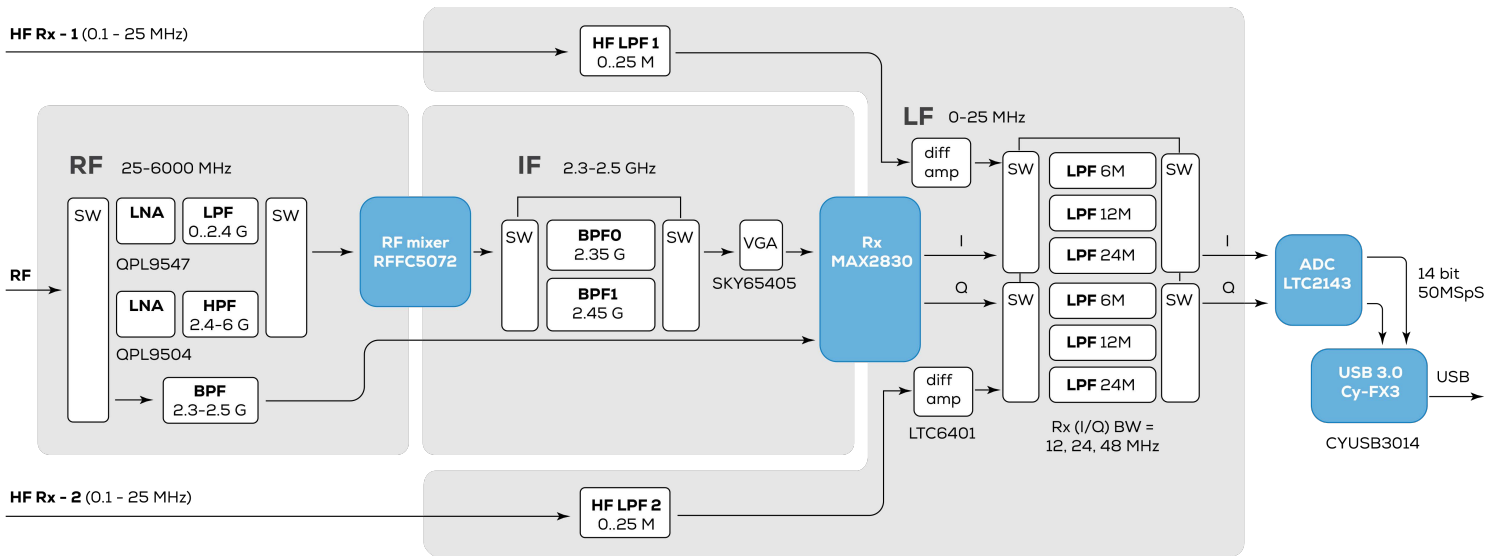 HF Rx - 1 (0.1 - 25 MHz)
HF LPF 1
0..25 M
LF 0-25 MHz
RF 25-6000 MHz
IF 2.3-2.5 GHz
diff
amp
SW
LPF 6M
SW
LPF 12M
LPF 24M
SW
LNA
LPF
0..2.4 G
SW
QPL9547
RF mixer
RFFC5072
SW
BPF0
2.35 G
SW
VGA
SKY65405
BPF1
2.45 G
Rx
MAX2830
I
Q
I
Q
ADC
LTC2143
14 bit
50MSpS
RF
LNA
HPF
2.4-6 G
QPL9504
SW
LPF 6M
SW
LPF 12M
LPF 24M
BPF
2.3-2.5 G
diff
amp
LTC6401
Rx (I/Q) BW =
12, 24, 48 MHz
USB 3.0
Cy-FX3
USB
CYUSB3014
HF Rx - 2 (0.1 - 25 MHz)
HF LPF 2
0..25 M